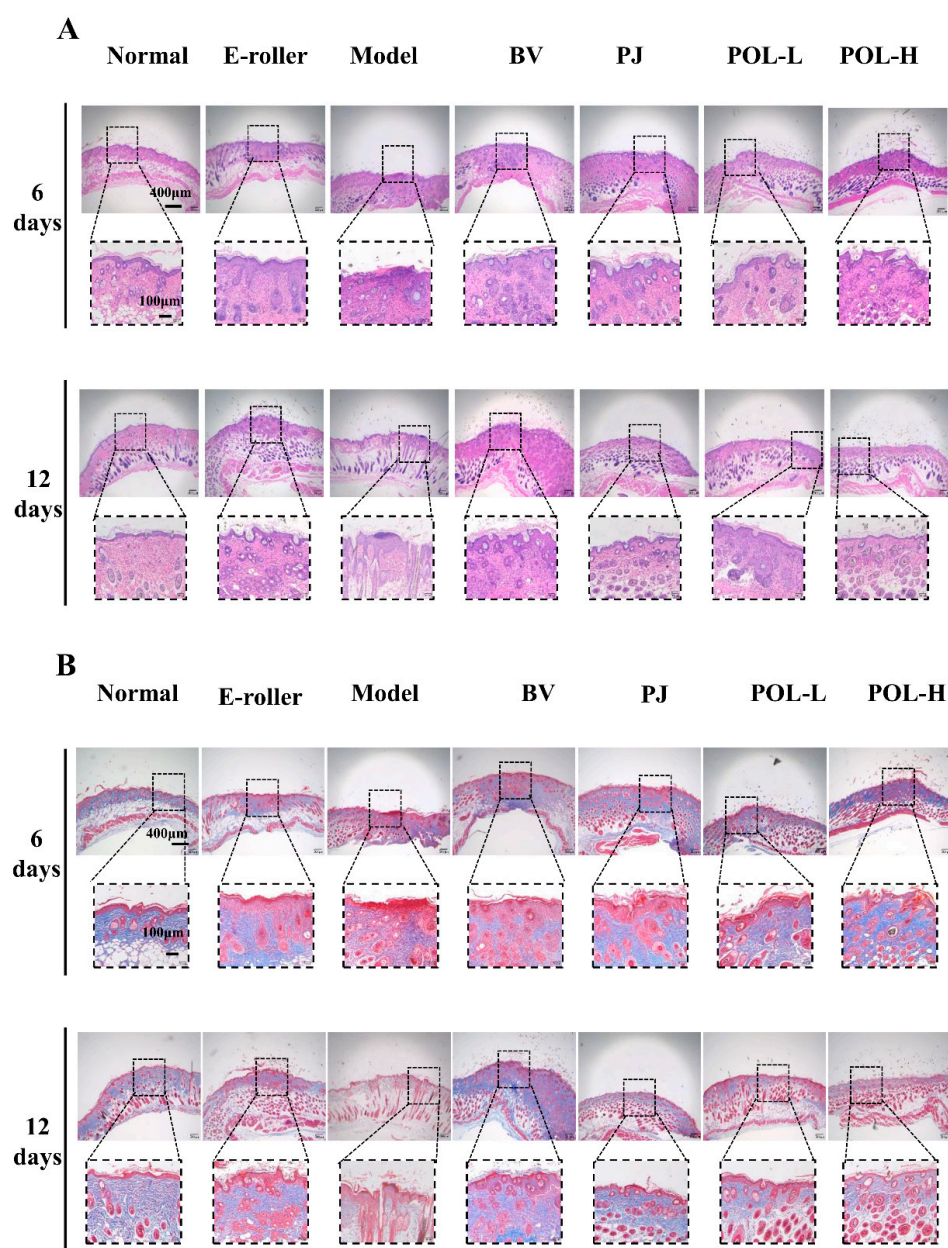 A
Normal E-roller Model BV PJ POL-L POL-H
6
days
400μm
100μm
12
days
B
Normal E-roller Model BV PJ POL-L POL-H
6
days
400μm
100μm
12
days